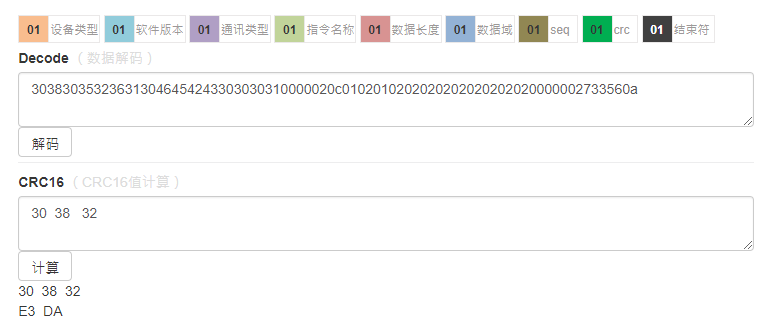 01 设备类型 01 软件版本 01 通讯类型 01 指令名称 01 数据长度 01 数据域 01 seq 01 crc 01 结束符
Decode（数据解码）
303830353236313046454243303030310000020c01020102020202020202020000002733560a
解码
CRC16（CRC16值计算）
30 38 32
计算
30 38 32
E3 DA